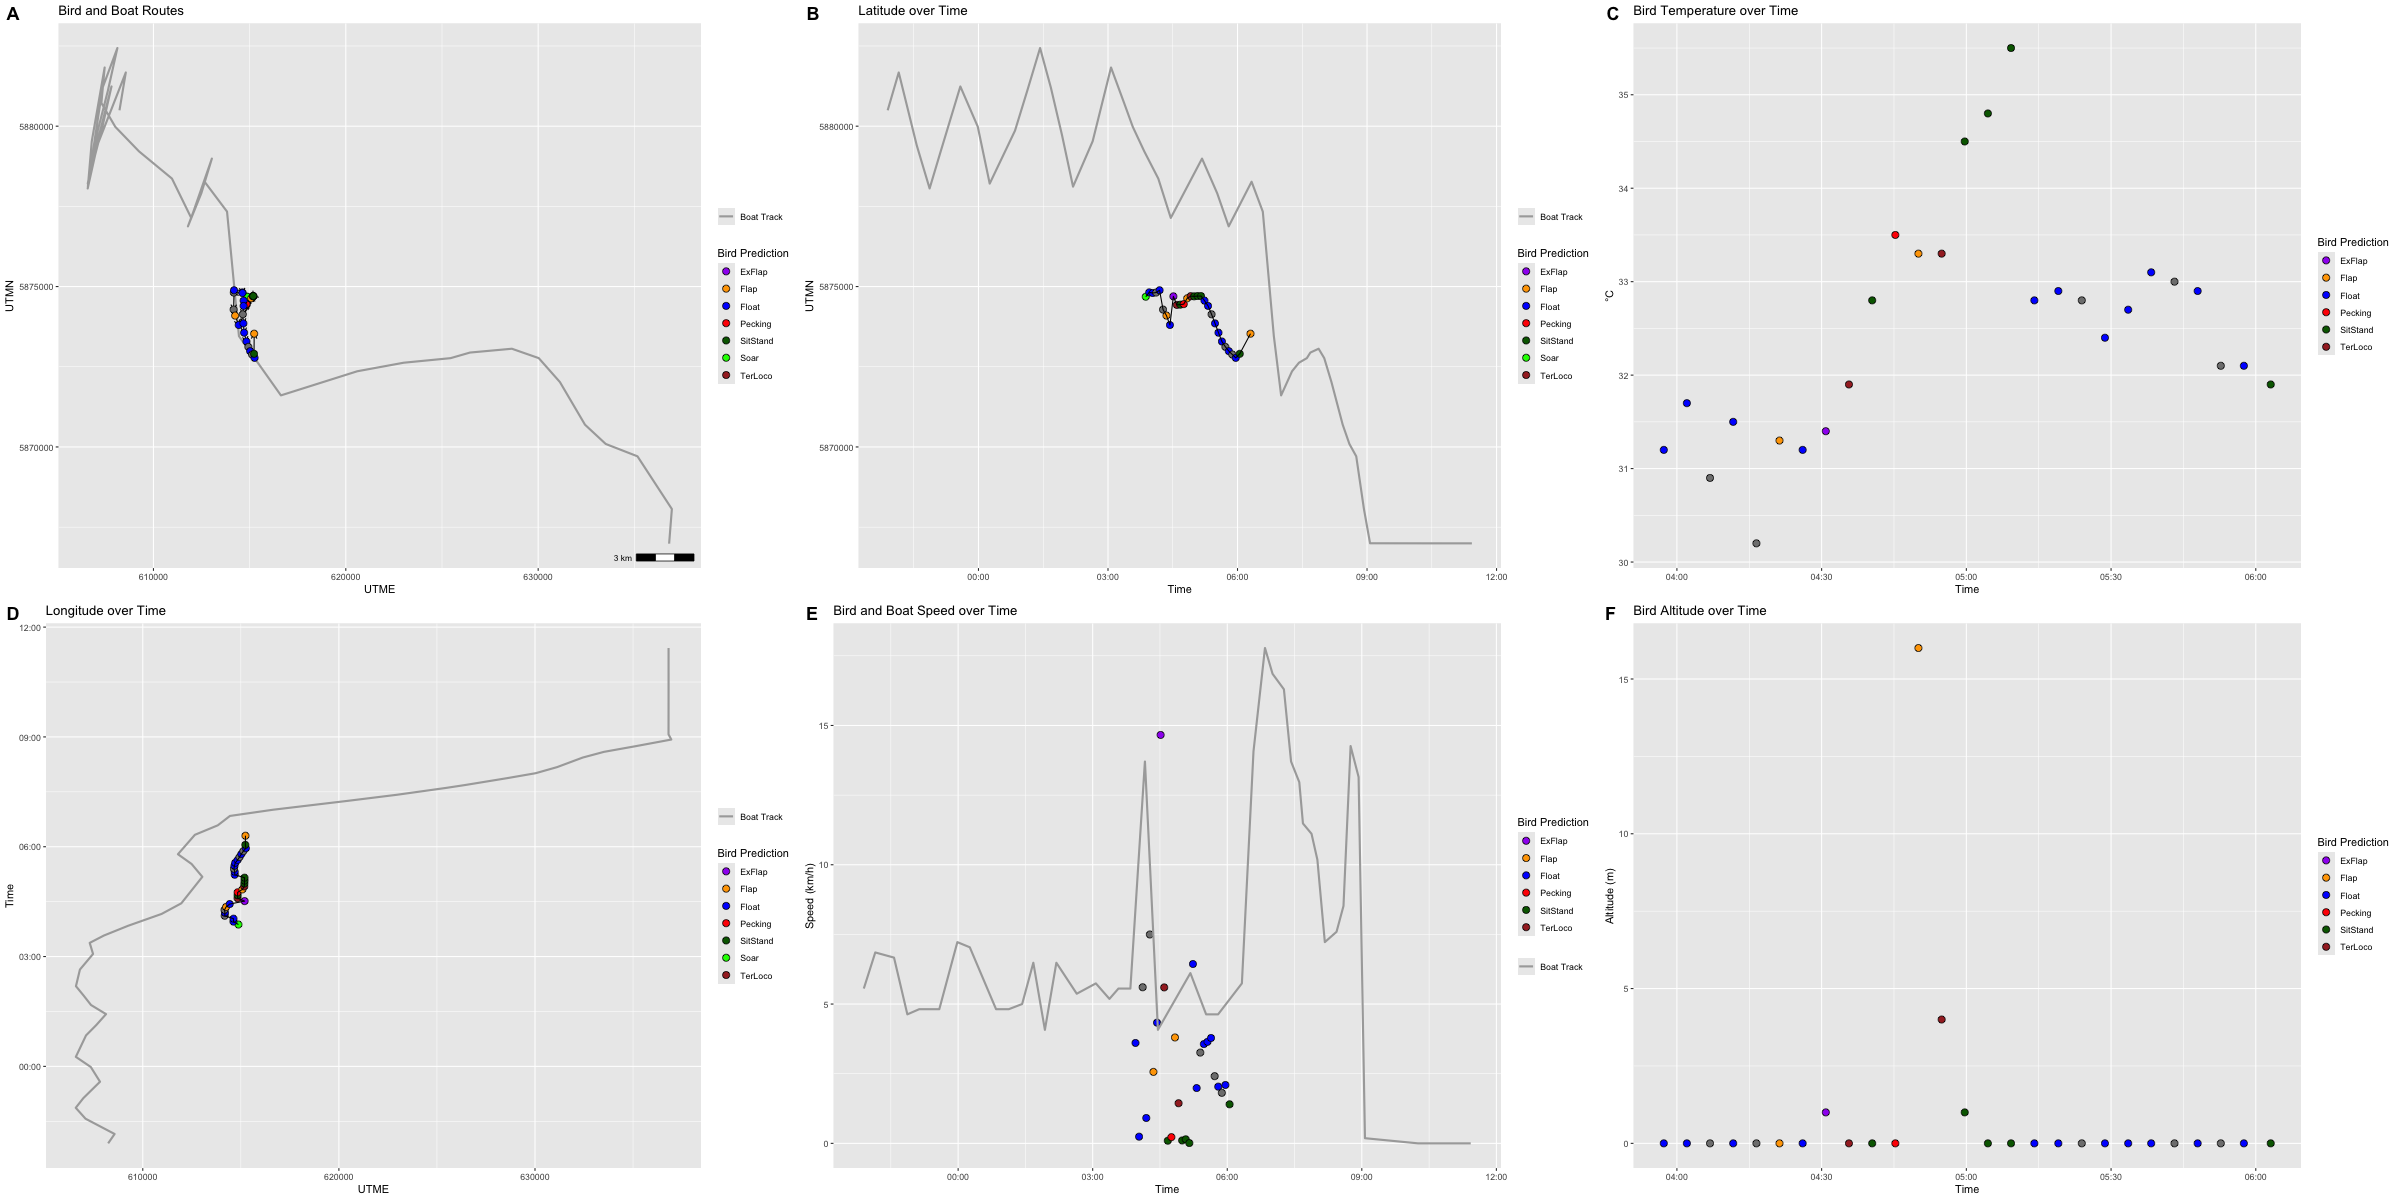 A Bird and Boat Routes
5880000
5875000
5870000
UTMN
610000 620000 630000
UTME
3 km
Boat Track
Bird Prediction
ExFlap
Flap
Float
Pecking
SitStand
Soar
TerLoco
B Latitude over Time
5880000
5875000
5870000
UTMN
00:00 03:00 06:00 09:00 12:00
Time
Boat Track
Bird Prediction
ExFlap
Flap
Float
Pecking
SitStand
Soar
TerLoco
C Bird Temperature over Time
35
34
33
32
31
30
°C
04:00 04:30 05:00 05:30 06:00
Time
Bird Prediction
ExFlap
Flap
Float
Pecking
SitStand
TerLoco
D Longitude over Time
12:00
09:00
06:00
03:00
00:00
Time
610000 620000 630000
UTME
Boat Track
Bird Prediction
ExFlap
Flap
Float
Pecking
SitStand
Soar
TerLoco
E Bird and Boat Speed over Time
15
10
5
0
Speed (km/h)
00:00 03:00 06:00 09:00 12:00
Time
Bird Prediction
ExFlap
Flap
Float
Pecking
SitStand
TerLoco
Boat Track
F Bird Altitude over Time
15
10
5
0
Altitude (m)
04:00 04:30 05:00 05:30 06:00
Time
Bird Prediction
ExFlap
Flap
Float
Pecking
SitStand
TerLoco